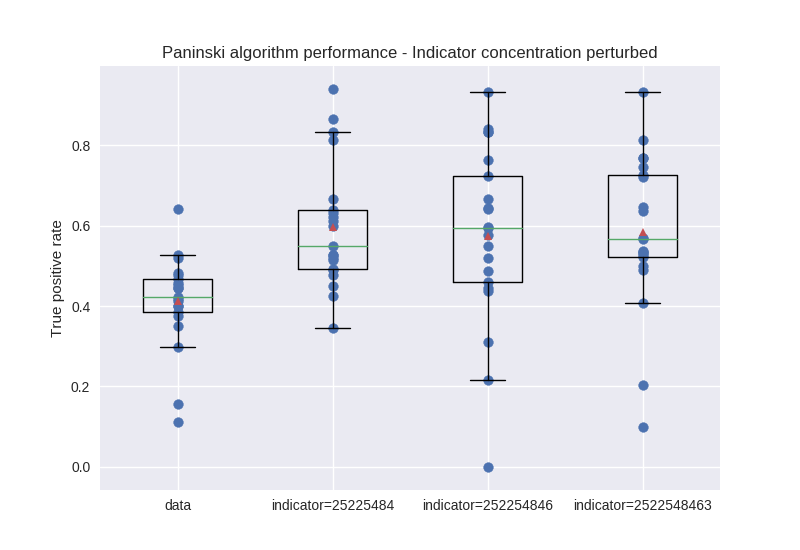 Paninski algorithm performance - Indicator concentration perturbed
True positive rate
0.8
0.6
0.4
0.2
0.0
data
indicator=25225484
indicator=252254846
indicator=2522548463